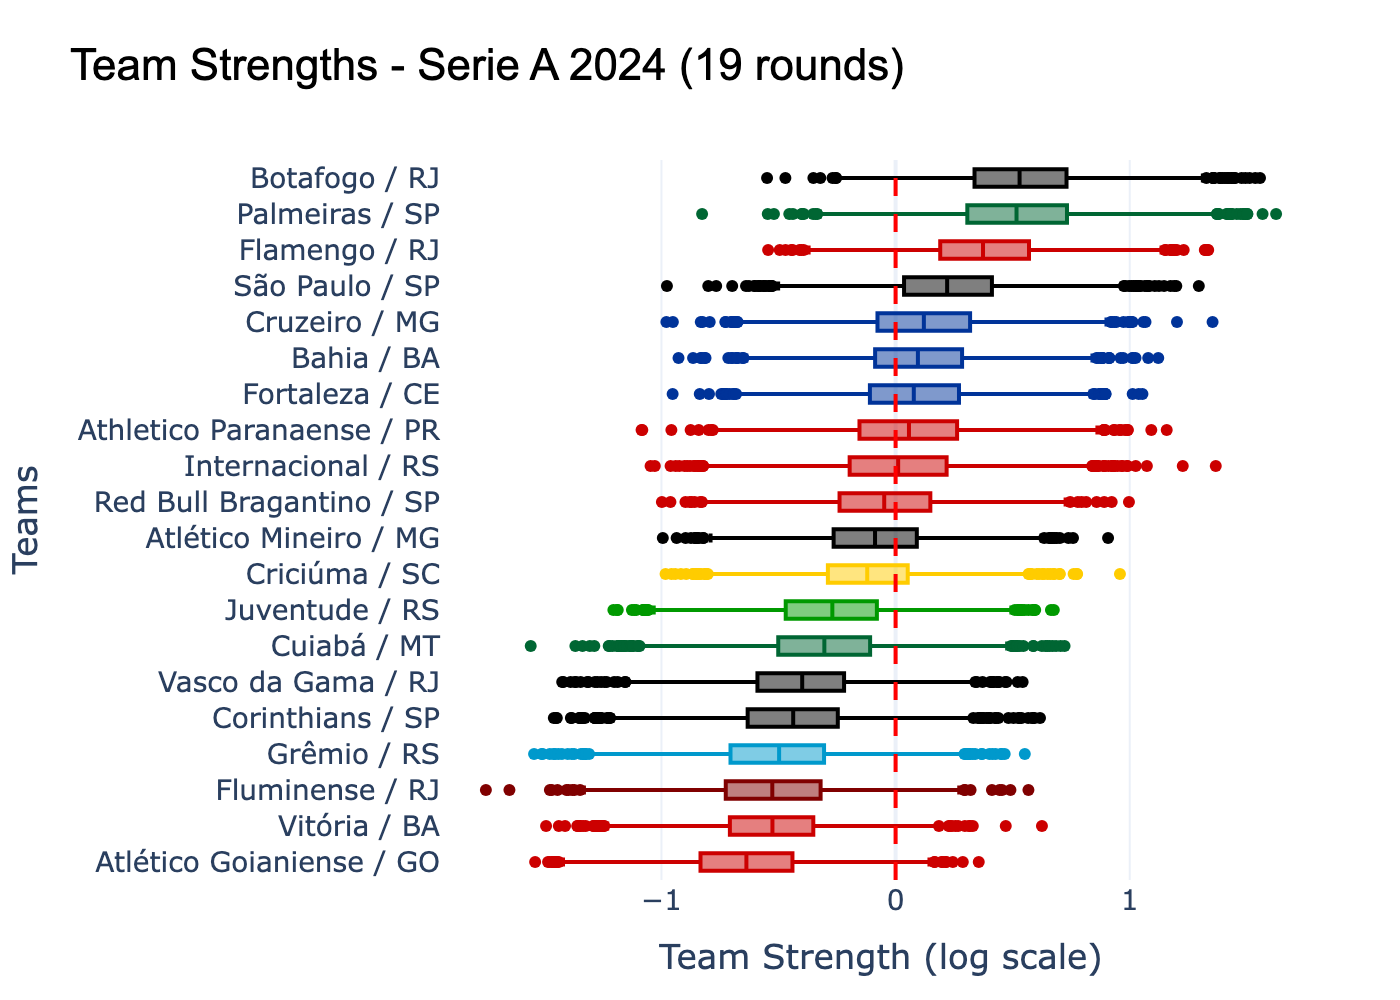 Team Strengths - Serie A 2024 (19 rounds)
Teams
Botafogo / RJ
Palmeiras / SP
Flamengo / RJ
São Paulo / SP
Cruzeiro / MG
Bahia / BA
Fortaleza / CE
Athletico Paranaense / PR
Internacional / RS
Red Bull Bragantino / SP
Atlético Mineiro / MG
Criciúma / SC
Juventude / RS
Cuiabá / MT
Vasco da Gama / RJ
Corinthians / SP
Grêmio / RS
Fluminense / RJ
Vitória / BA
Atlético Goianiense / GO
−1 0 1
Team Strength (log scale)